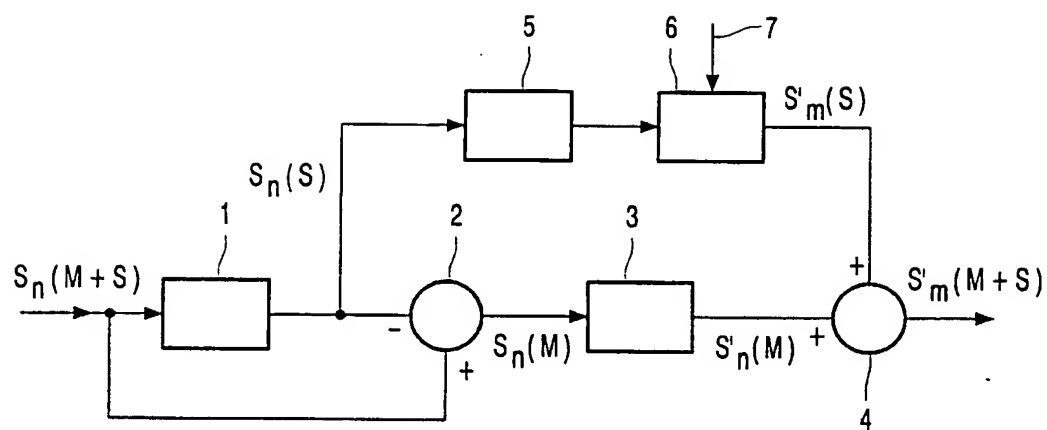 5
6
7
S'm(S)
Sn(S)
1
2
3
Sn(M+S)
+
S'm(M+S)
-
Sn(M)
S'n(M)
+
+
4